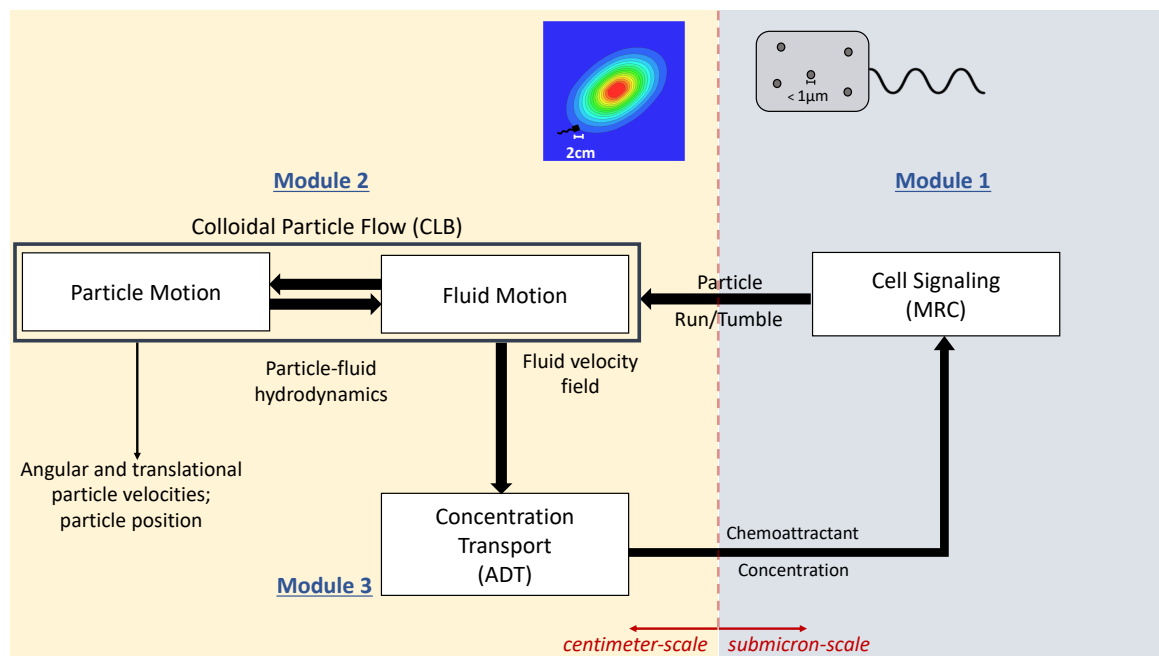 < 1μm
2cm
Module 2
Module 1
Colloidal Particle Flow (CLB)
Particle Motion
Fluid Motion
Particle
Run/Tumble
Cell Signaling
(MRC)
Particle-fluid
hydrodynamics
Fluid velocity
field
Angular and translational
particle velocities;
particle position
Concentration
Transport
(ADT)
Chemoattractant
Concentration
Module 3
centimeter-scale
submicron-scale